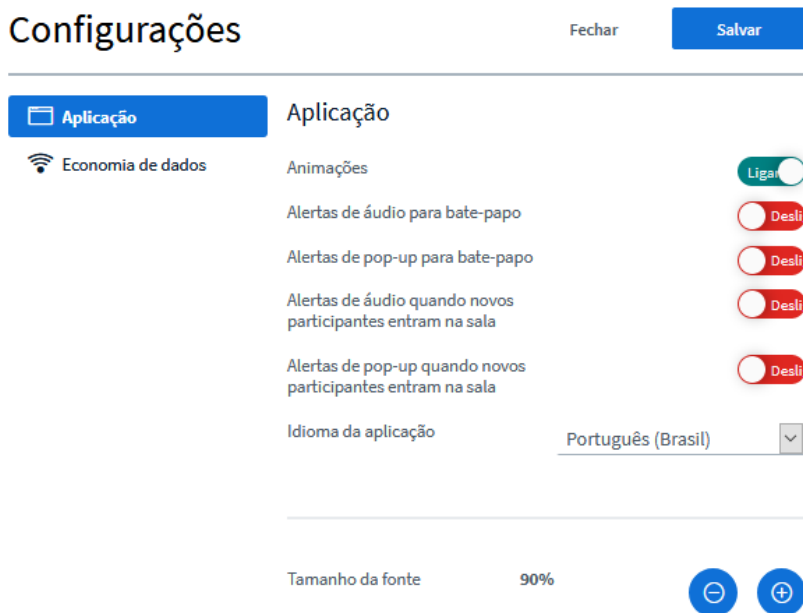 Configurações
Fechar
Salvar
Aplicação
Economia de dados
Aplicação
Animações
Alertas de áudio para bate-papo
Alertas de pop-up para bate-papo
Alertas de áudio quando novos
participantes entram na sala
Alertas de pop-up quando novos
participantes entram na sala
Idioma da aplicação
Português (Brasil)
Tamanho da fonte
90%